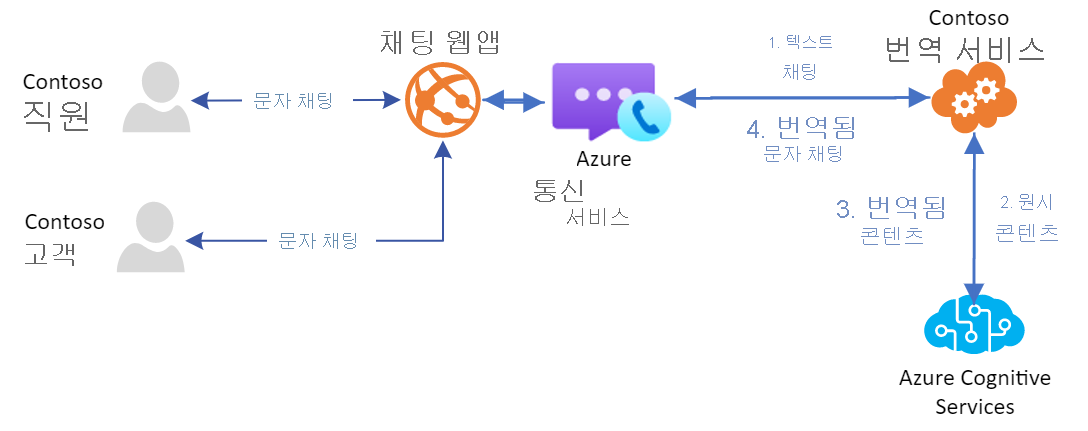 Contoso
직원
문자 채팅
Contoso
고객
문자 채팅
채팅 웹앱
Azure
통신
서비스
1. 텍스트
채팅
4. 번역됨
문자 채팅
Contoso
번역 서비스
3. 번역됨
콘텐츠
2. 원시
콘텐츠
Azure Cognitive
Services